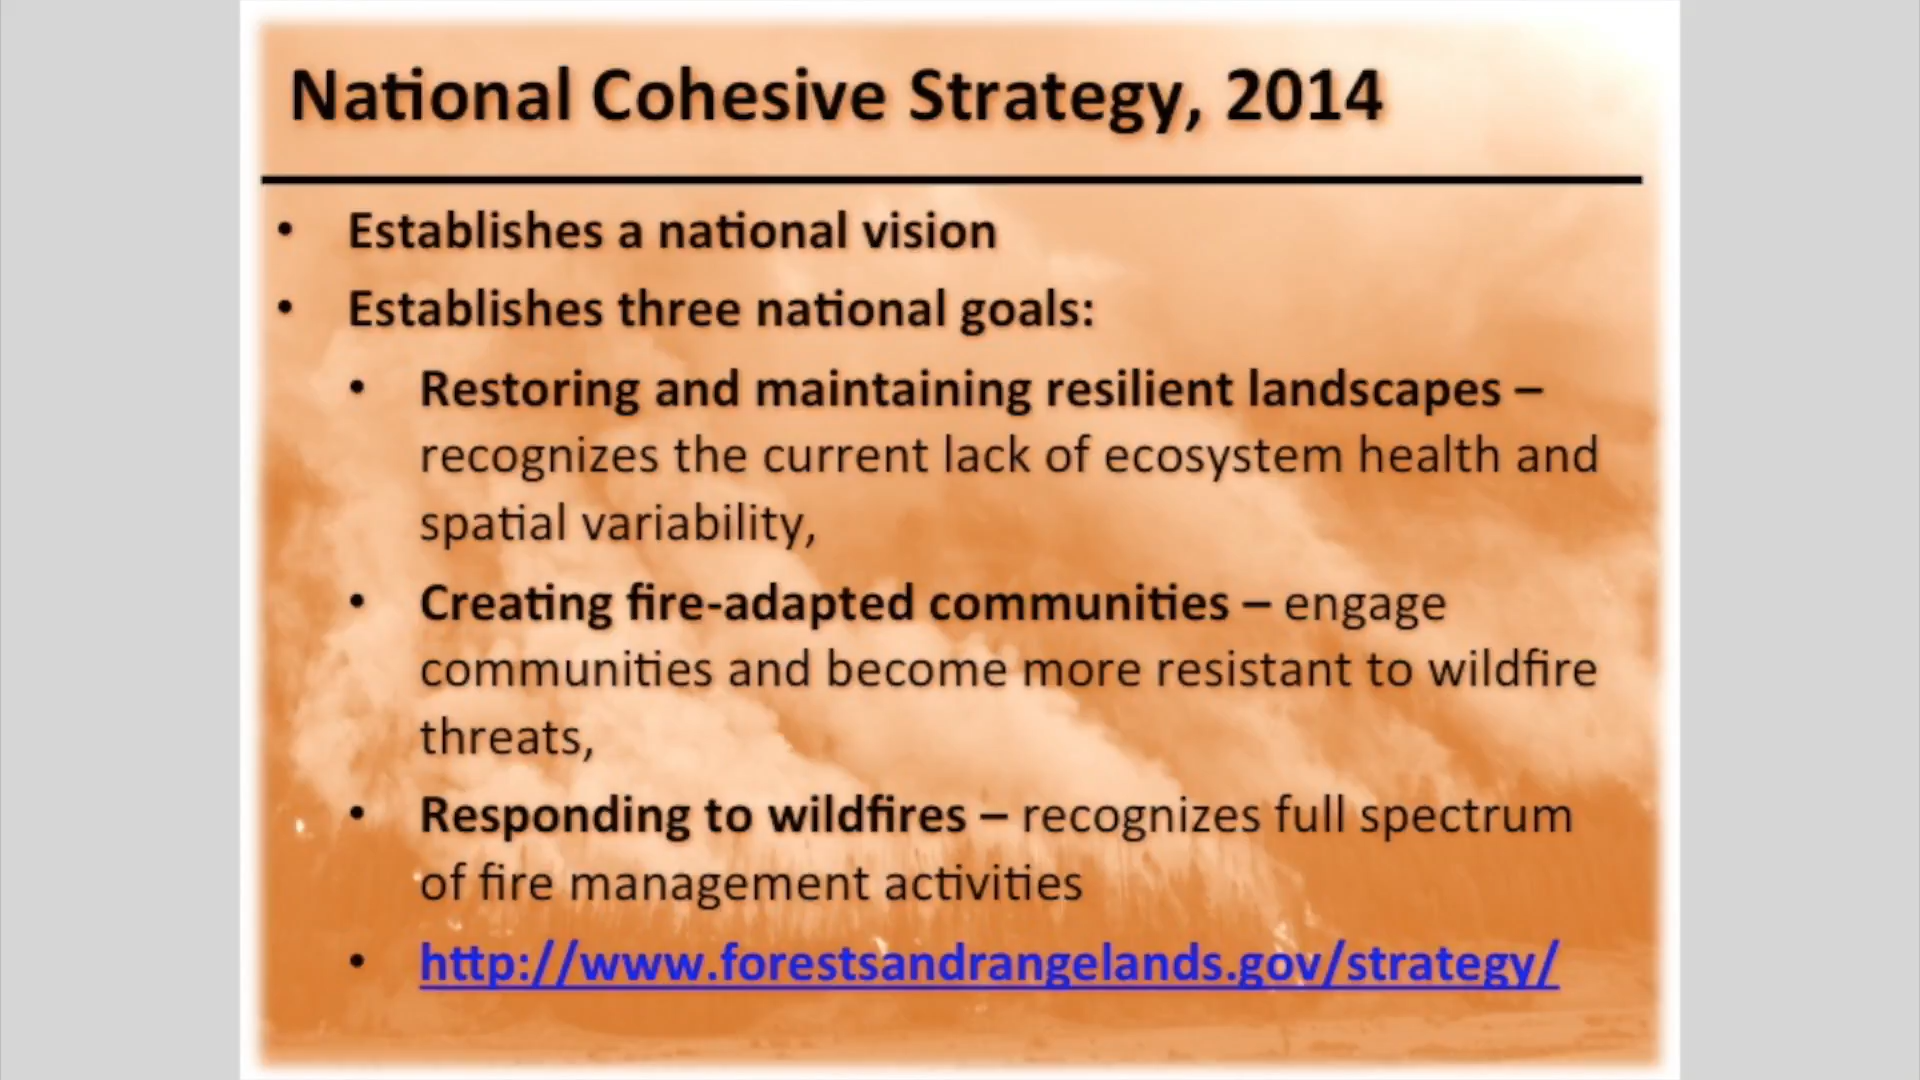 National Cohesive Strategy, 2014
• Establishes a national vision
• Establishes three national goals:
• Restoring and maintaining resilient landscapes –
recognizes the current lack of ecosystem health and
spatial variability,
• Creating fire-adapted communities – engage
communities and become more resistant to wildfire
threats,
• Responding to wildfires – recognizes full spectrum
of fire management activities
• http://www.forestsandrangelands.gov/strategy/